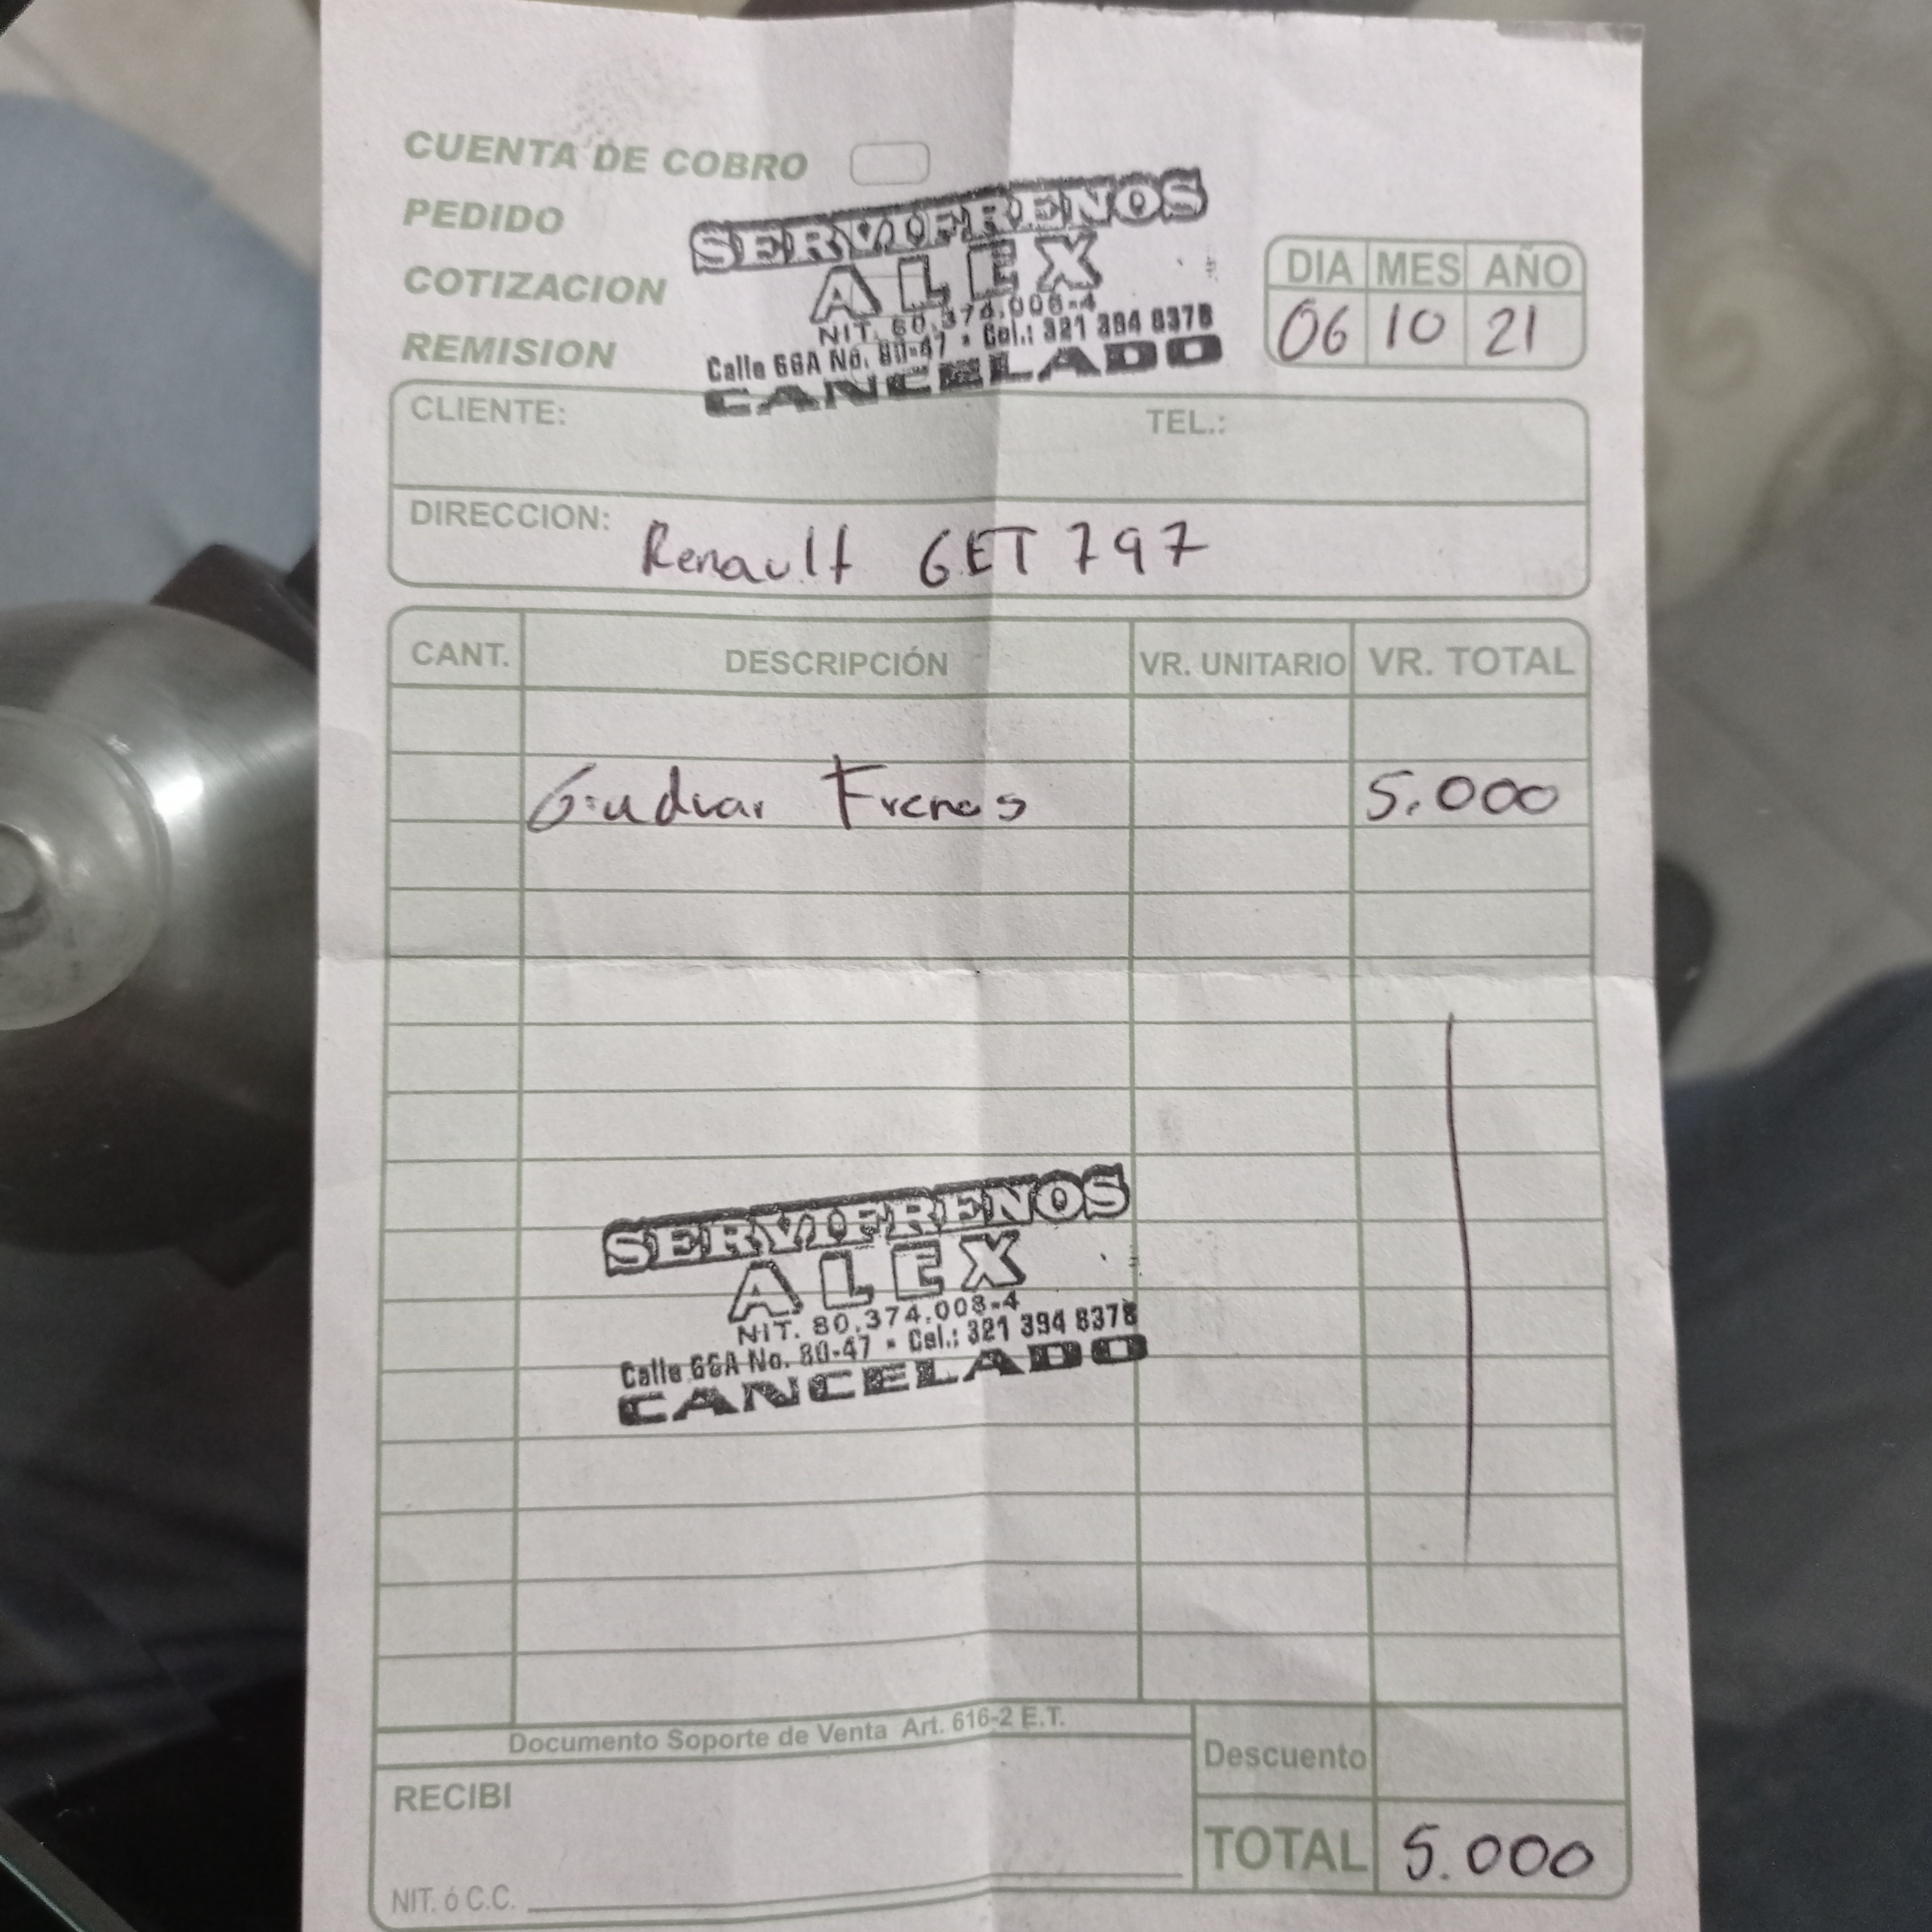 CUENTA DE COBRO
PEDIDO
COTIZACION
REMISION
SERVIFRENOS
ALEX
NIT. 80.374.008-4
Calle 66A No. 80-47 • Cel.: 321 394 8378
CANCELADO
DIA MES AÑO
06 10 21
CLIENTE: TEL.:
DIRECCION: Renault GET 797
CANT. DESCRIPCIÓN VR. UNITARIO VR. TOTAL
Graduar Frenos 5.000
SERVIFRENOS
ALEX
NIT. 80.374.008-4
Calle 66A No. 80-47 • Cel.: 321 394 8378
CANCELADO
Documento Soporte de Venta Art. 616-2 E.T.
Descuento
RECIBI
TOTAL 5.000
NIT. ó C.C.